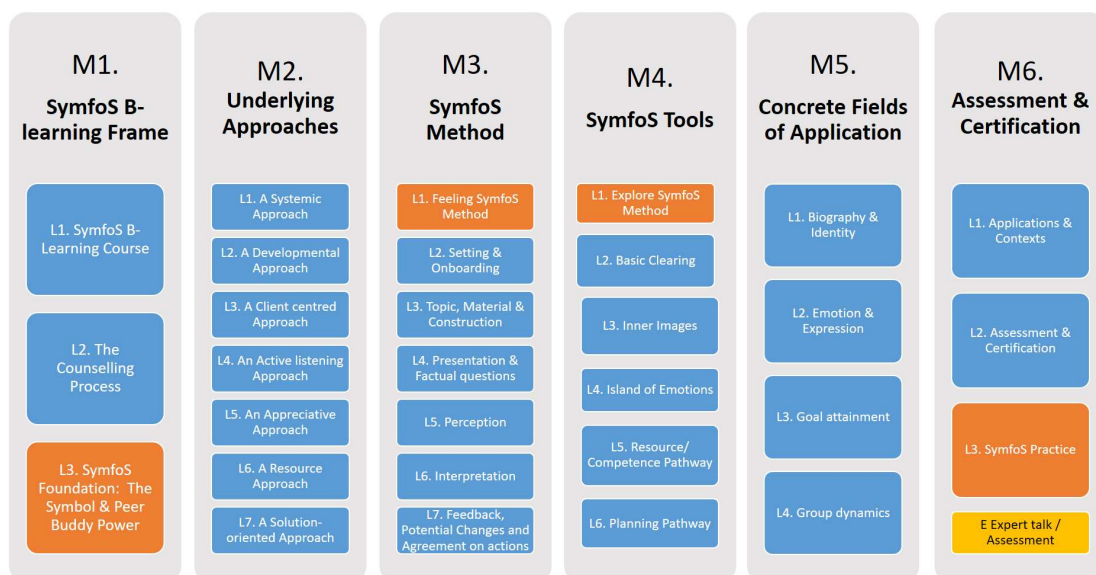 M1.
SymfoS B-
learning Frame
L1. SymfoS B-
Learning Course
L2. The
Counselling
Process
L3. SymfoS
Foundation: The
Symbol & Peer
Buddy Power
M2.
Underlying
Approaches
L1. A Systemic
Approach
L2. A Developmental
Approach
L3. A Client centred
Approach
L4. An Active listening
Approach
L5. An Appreciative
Approach
L6. A Resource
Approach
L7. A Solution-
oriented Approach
M3.
SymfoS
Method
L1. Feeling SymfoS
Method
L2. Setting &
Onboarding
L3. Topic, Material &
Construction
L4. Presentation &
Factual questions
L5. Perception
L6. Interpretation
L7. Feedback,
Potential Changes and
Agreement on actions
M4.
SymfoS Tools
L1. Explore SymfoS
Method
L2. Basic Clearing
L3. Inner Images
L4. Island of Emotions
L5. Resource/
Competence Pathway
L6. Planning Pathway
M5.
Concrete Fields
of Application
L1. Biography &
Identity
L2. Emotion &
Expression
L3. Goal attainment
L4. Group dynamics
M6.
Assessment &
Certification
L1. Applications &
Contexts
L2. Assessment &
Certification
L3. SymfoS Practice
E Expert talk /
Assessment